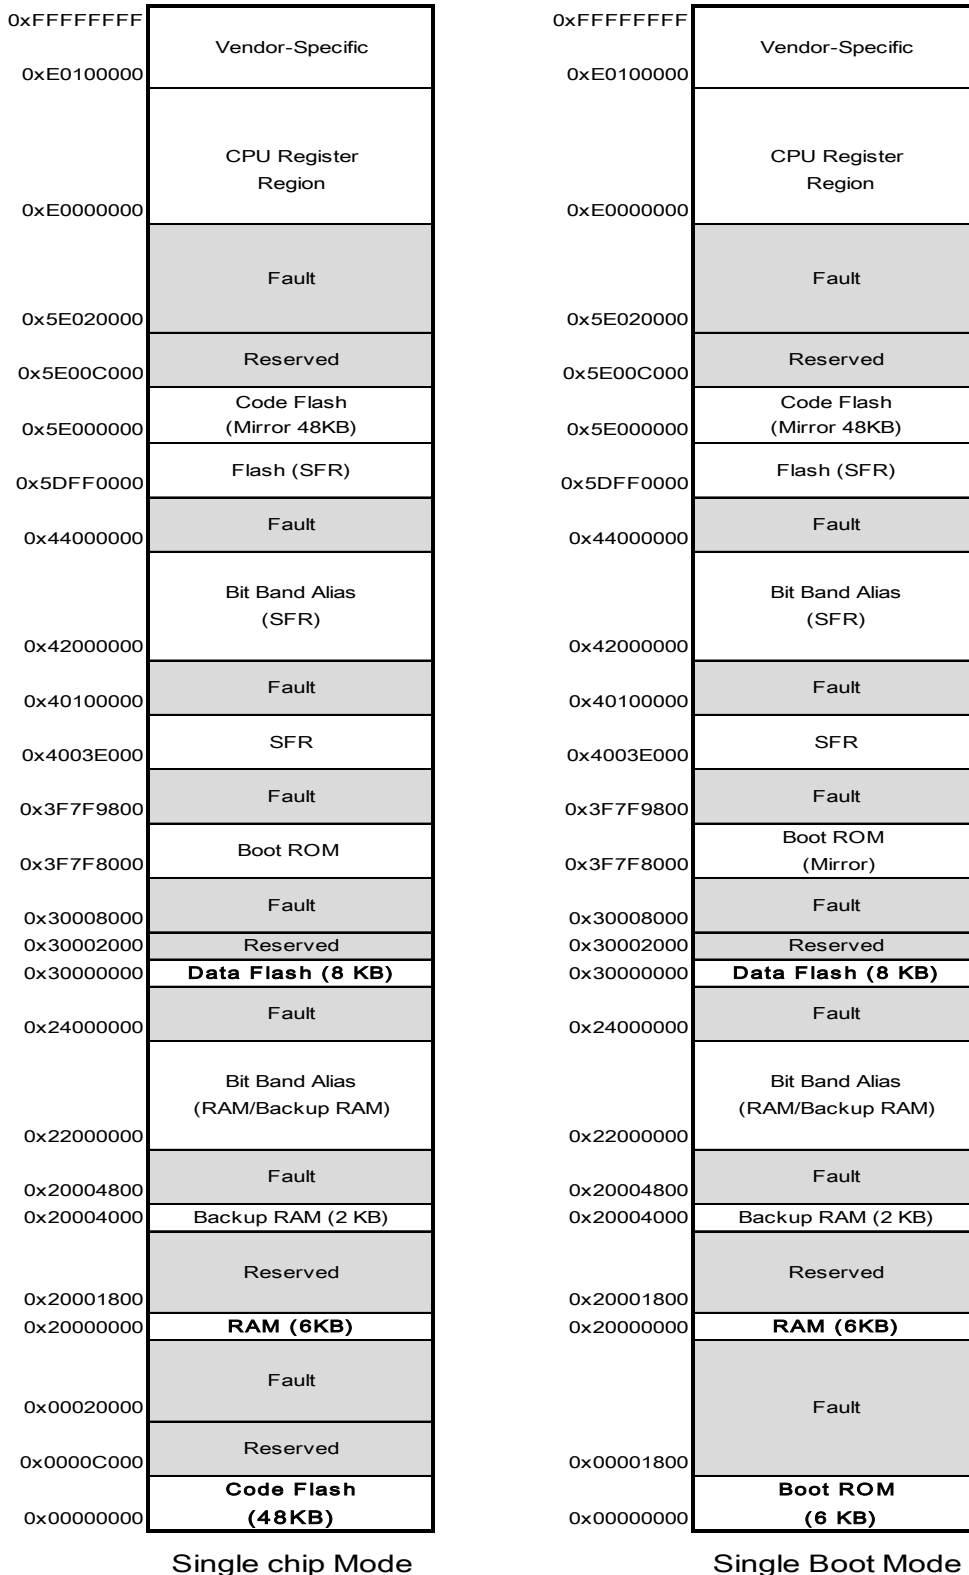 0xFFFFFFFF
Vendor-Specific
0xE0100000
CPU Register
Region
0xE0000000
Fault
0x5E020000
Reserved
0x5E00C000
Code Flash
(Mirror 48KB)
0x5E000000
Flash (SFR)
0x5DFF0000
Fault
0x44000000
Bit Band Alias
(SFR)
0x42000000
Fault
0x40100000
SFR
0x4003E000
Fault
0x3F7F9800
Boot ROM
0x3F7F8000
Fault
0x30008000
0x30002000
Reserved
0x30000000
Data Flash (8 KB)
Fault
0x24000000
Bit Band Alias
(RAM/Backup RAM)
0x22000000
Fault
0x20004800
0x20004000
Backup RAM (2 KB)
Reserved
0x20001800
0x20000000
RAM (6KB)
Fault
0x00020000
Reserved
0x0000C000
Code Flash
(48KB)
0x00000000
Single chip Mode
0xFFFFFFFF
Vendor-Specific
0xE0100000
CPU Register
Region
0xE0000000
Fault
0x5E020000
Reserved
0x5E00C000
Code Flash
(Mirror 48KB)
0x5E000000
Flash (SFR)
0x5DFF0000
Fault
0x44000000
Bit Band Alias
(SFR)
0x42000000
Fault
0x40100000
SFR
0x4003E000
Fault
0x3F7F9800
Boot ROM
(Mirror)
0x3F7F8000
Fault
0x30008000
0x30002000
Reserved
0x30000000
Data Flash (8 KB)
Fault
0x24000000
Bit Band Alias
(RAM/Backup RAM)
0x22000000
Fault
0x20004800
0x20004000
Backup RAM (2 KB)
Reserved
0x20001800
0x20000000
RAM (6KB)
Fault
0x00001800
Boot ROM
(6 KB)
0x00000000
Single Boot Mode